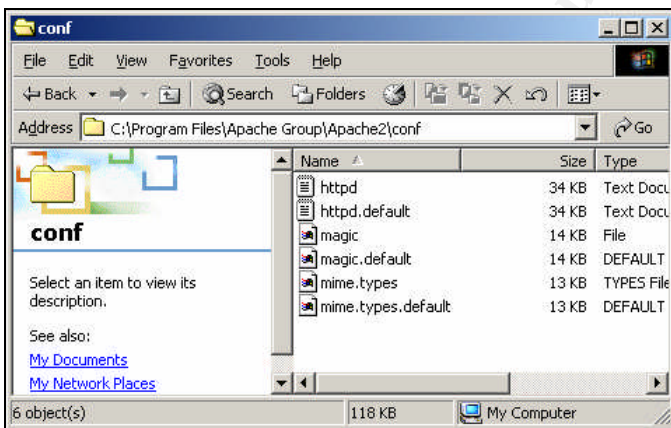 conf
File Edit View Favorites Tools Help
Back Search Folders
Address C:\Program Files\Apache Group\Apache2\conf Go
conf
Select an item to view its
description.
See also:
My Documents
My Network Places
Name Size Type
httpd 34 KB Text Docu
httpd.default 34 KB Text Docu
magic 14 KB File
magic.default 14 KB DEFAULT
mime.types 13 KB TYPES File
mime.types.default 13 KB DEFAULT
6 object(s) 118 KB My Computer